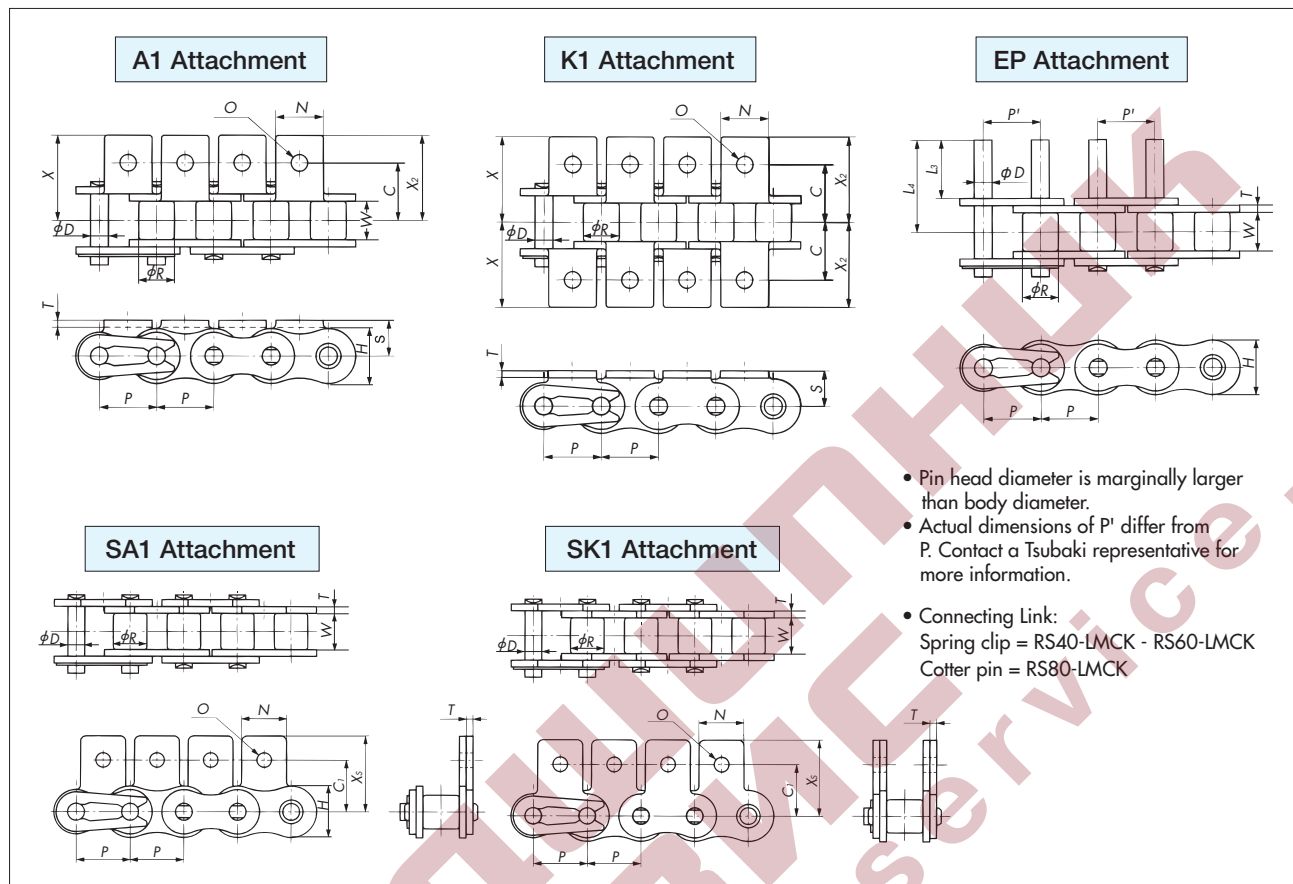 A1 Attachment
K1 Attachment
EP Attachment
O
N
X
X2
C
W
φD
φR
T
S
H
P
P
O
N
X
C
X2
W
φD
φR
X
C
X2
T
S
P
P
P'
P'
L4
L3
φD
T
W
φR
H
P
P
• Pin head diameter is marginally larger
than body diameter.
• Actual dimensions of P' differ from
P. Contact a Tsubaki representative for
more information.
• Connecting Link:
Spring clip = RS40-LMCK - RS60-LMCK
Cotter pin = RS80-LMCK
SA1 Attachment
SK1 Attachment
φD
φR
T
W
O
N
T
C1
XS
H
P
P
φD
φR
T
W
O
N
T
C1
XS
P
P
service